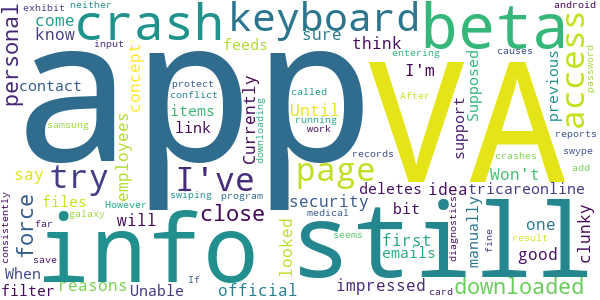 exhibit neither
come crash keyboard beta android
personal know feeds sure think input
entering
causes
app VA
concept
I'm
Supposed
access
previous
password
After
contact employees items Until
protect called
conflict running
link Currently downloading work
support
reports
samsung
crashes swype
try I've page records Won't add
say swiping program deletes idea tricareonline
files However medical security bit
force will close looked first manually one clunky
consistently galaxy far info still emails diagnostics fine good
save When reasons seems impressed result
filter Unable official If card downloaded